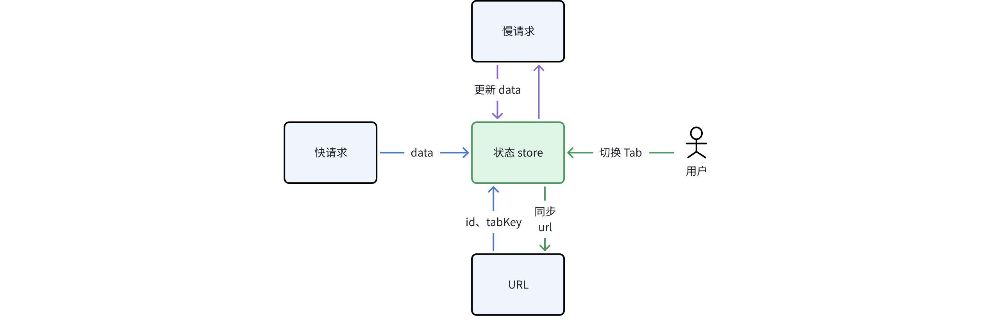 慢请求
更新 data
快请求
data
状态 store
切换 Tab
用户
id、tabKey
同步
url
URL